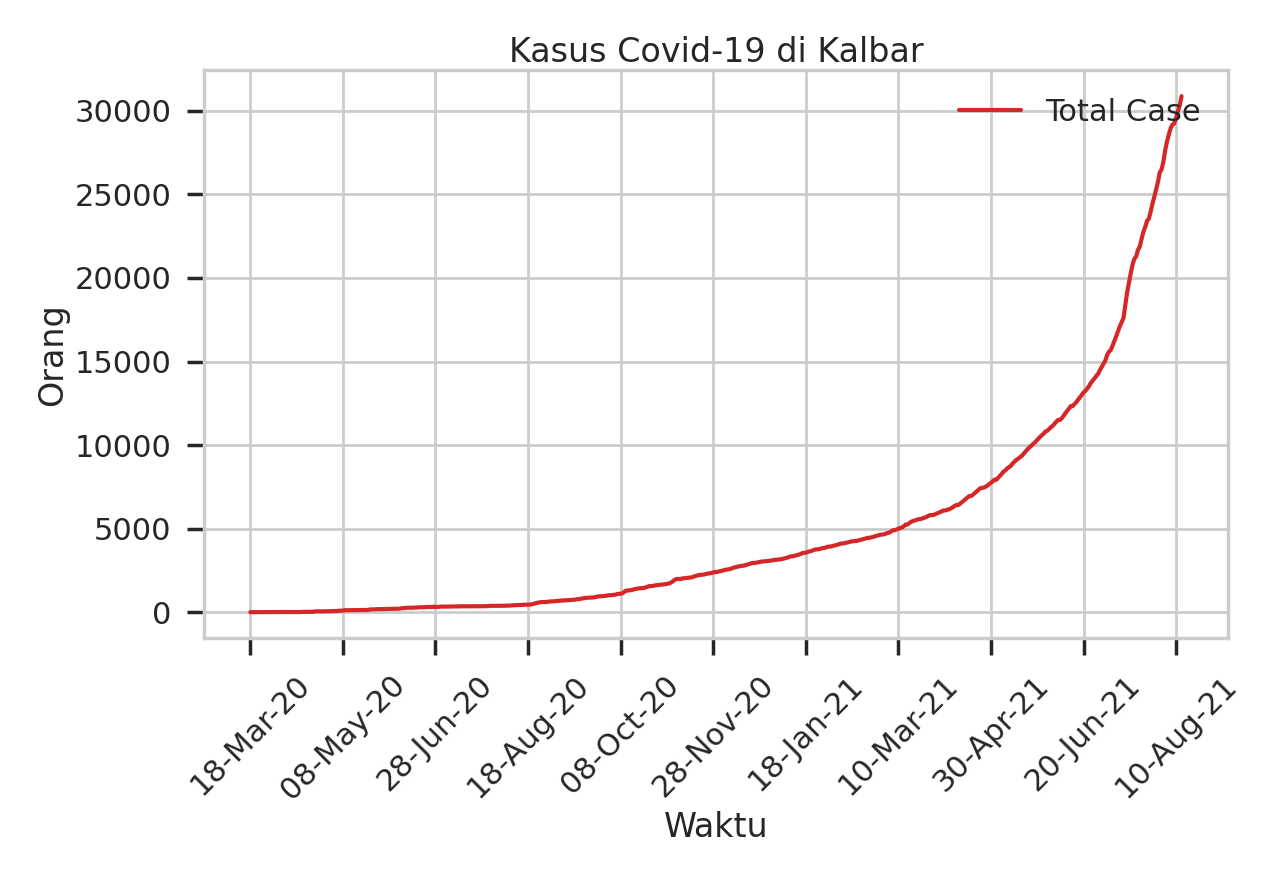 Kasus Covid-19 di Kalbar
Total Case
Orang
30000
25000
20000
15000
10000
5000
0
18-Mar-20
08-May-20
28-Jun-20
18-Aug-20
08-Oct-20
28-Nov-20
18-Jan-21
10-Mar-21
30-Apr-21
20-Jun-21
10-Aug-21
Waktu